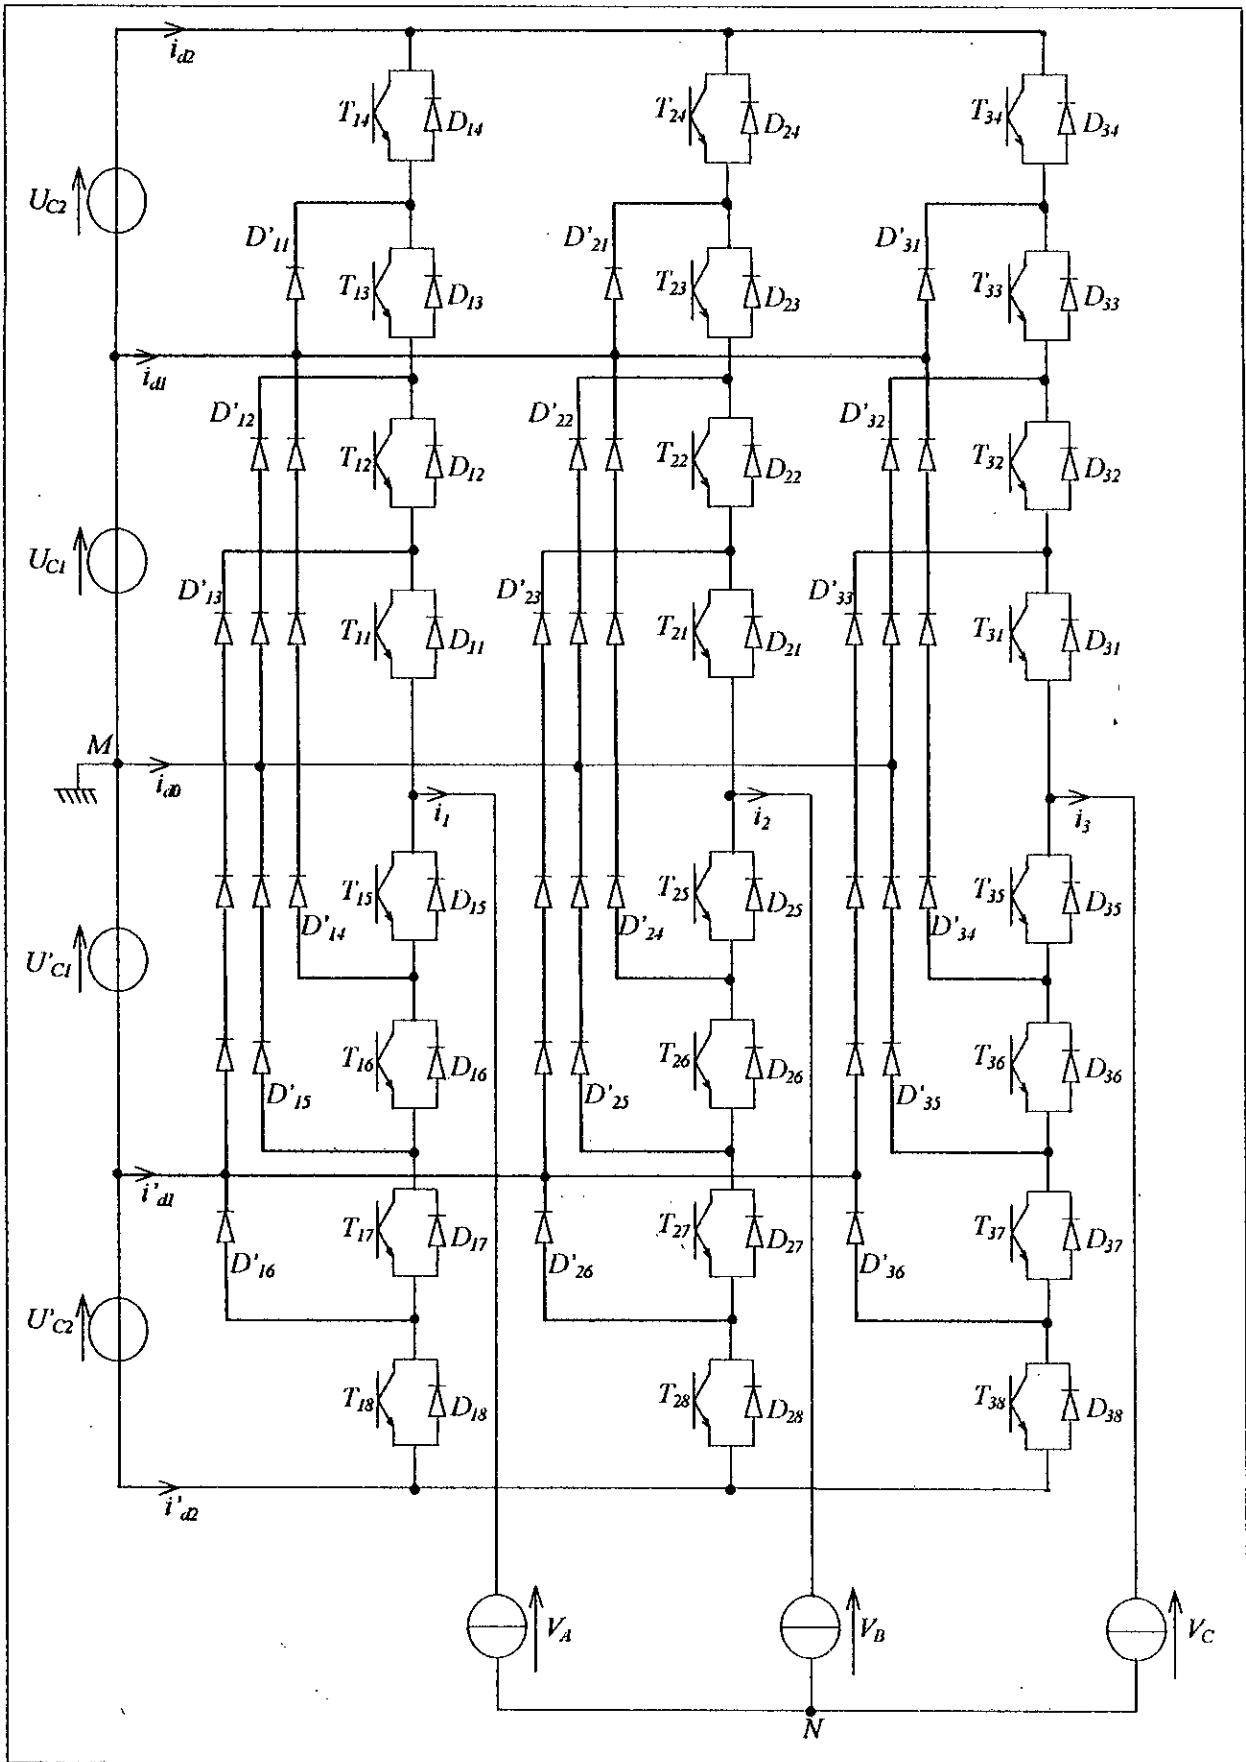 i_d2
T_14 D_14 T_24 D_24 T_34 D_34
U_C2
D'_11 D'_21 D'_31
T_13 D_13 T_23 D_23 T_33 D_33
i_d1
D'_12 D'_22 D'_32
T_12 D_12 T_22 D_22 T_32 D_32
U_C1
D'_13 D'_23 D'_33
T_11 D_11 T_21 D_21 T_31 D_31
M
i_d0
i_1 i_2 i_3
T_15 D_15 T_25 D_25 T_35 D_35
D'_14 D'_24 D'_34
U'_C1
T_16 D_16 T_26 D_26 T_36 D_36
D'_15 D'_25 D'_35
i'_d1
T_17 D_17 T_27 D_27 T_37 D_37
D'_16 D'_26 D'_36
U'_C2
T_18 D_18 T_28 D_28 T_38 D_38
i'_d2
V_A V_B V_C
N